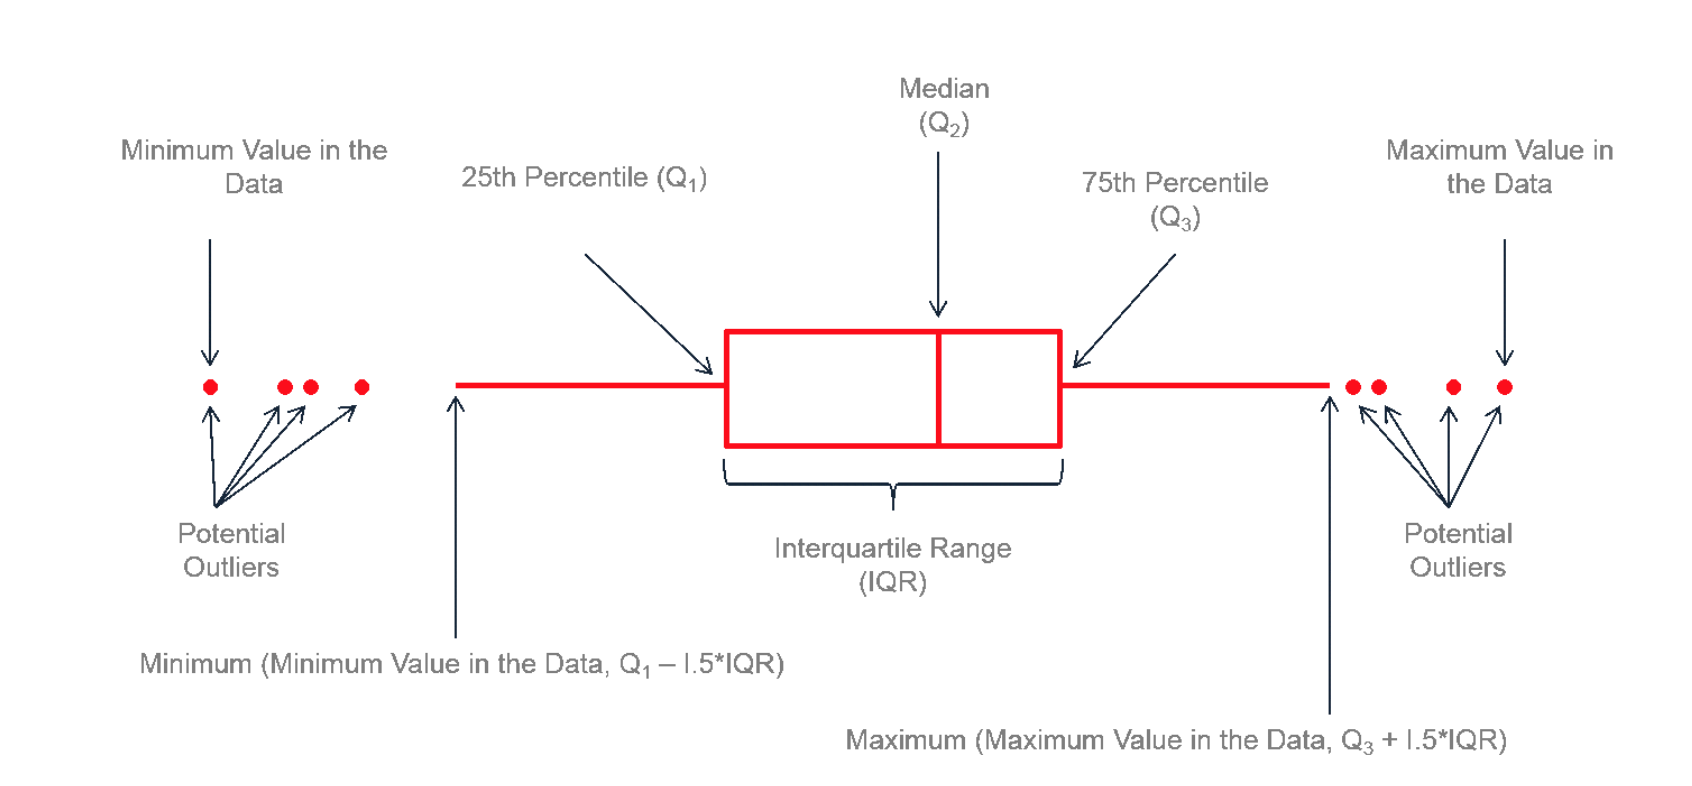 Median
(Q₂)
Minimum Value in the
Data
25th Percentile (Q₁)
75th Percentile
(Q₃)
Maximum Value in
the Data
Potential
Outliers
Interquartile Range
(IQR)
Potential
Outliers
Minimum (Minimum Value in the Data, Q₁ – I.5*IQR)
Maximum (Maximum Value in the Data, Q₃ + I.5*IQR)